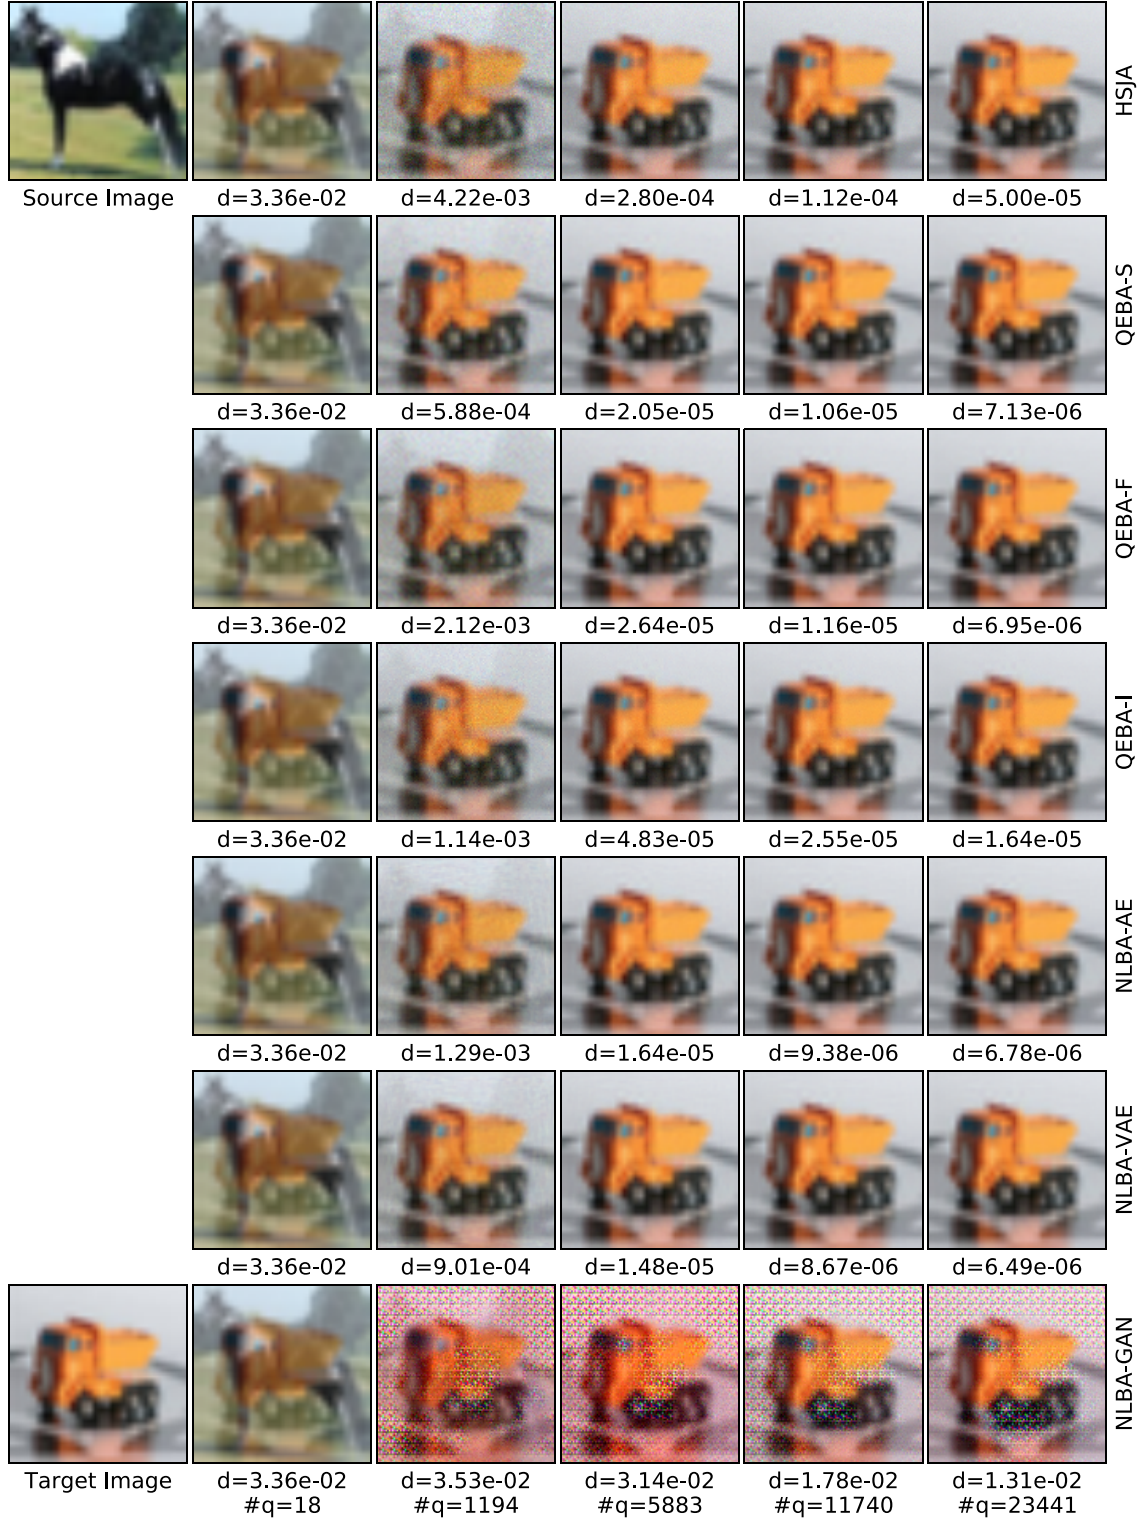 HSJA
Source Image d=3.36e-02 d=4.22e-03 d=2.80e-04 d=1.12e-04 d=5.00e-05
QEBA-S
d=3.36e-02 d=5.88e-04 d=2.05e-05 d=1.06e-05 d=7.13e-06
QEBA-F
d=3.36e-02 d=2.12e-03 d=2.64e-05 d=1.16e-05 d=6.95e-06
QEBA-I
d=3.36e-02 d=1.14e-03 d=4.83e-05 d=2.55e-05 d=1.64e-05
NLBA-AE
d=3.36e-02 d=1.29e-03 d=1.64e-05 d=9.38e-06 d=6.78e-06
NLBA-VAE
d=3.36e-02 d=9.01e-04 d=1.48e-05 d=8.67e-06 d=6.49e-06
NLBA-GAN
Target Image d=3.36e-02 d=3.53e-02 d=3.14e-02 d=1.78e-02 d=1.31e-02
#q=18 #q=1194 #q=5883 #q=11740 #q=23441